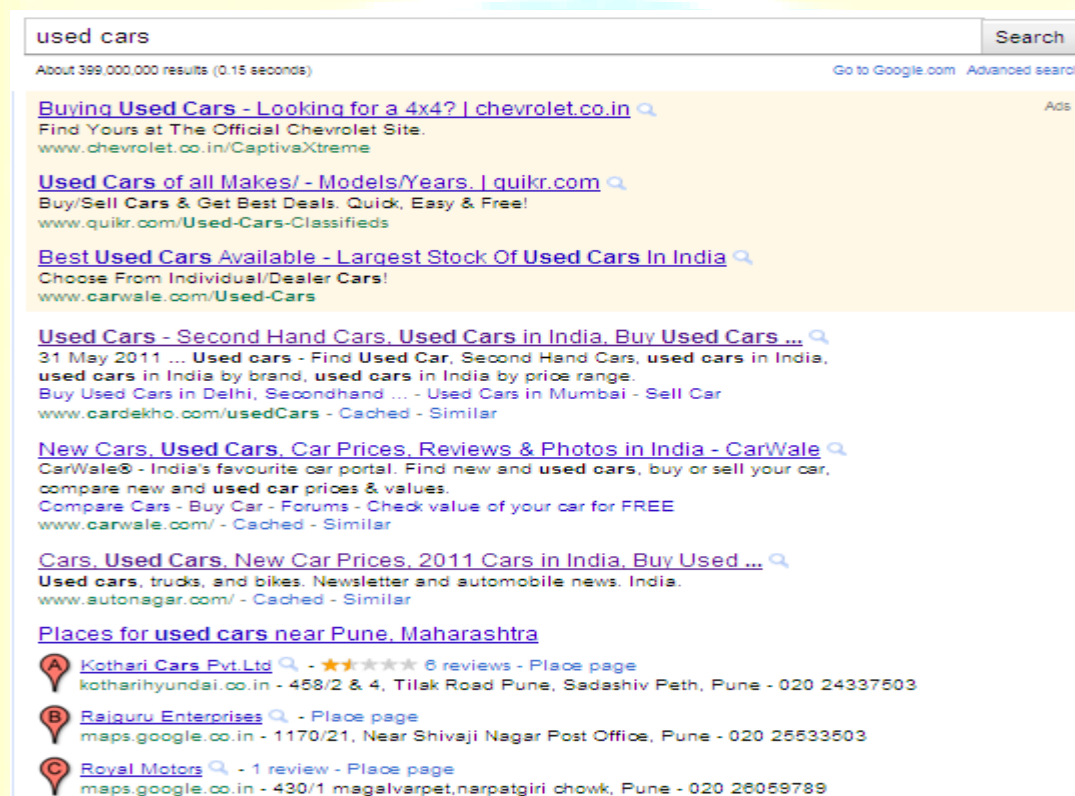 used cars
Search
About 399,000,000 results (0.15 seconds)
Go to Google.com Advanced search
Buying Used Cars - Looking for a 4x4? | chevrolet.co.in
Ads
Find Yours at The Official Chevrolet Site.
www.chevrolet.co.in/CaptivaXtreme
Used Cars of all Makes/ - Models/Years. | quikr.com
Buy/Sell Cars & Get Best Deals. Quick, Easy & Free!
www.quikr.com/Used-Cars-Classifieds
Best Used Cars Available - Largest Stock Of Used Cars In India
Choose From Individual/Dealer Cars!
www.carwale.com/Used-Cars
Used Cars - Second Hand Cars, Used Cars in India, Buy Used Cars ...
31 May 2011 ... Used cars - Find Used Car, Second Hand Cars, used cars in India,
used cars in India by brand, used cars in India by price range.
Buy Used Cars in Delhi, Secondhand ... - Used Cars in Mumbai - Sell Car
www.cardekho.com/usedCars - Cached - Similar
New Cars, Used Cars, Car Prices, Reviews & Photos in India - CarWale
CarWale® - India's favourite car portal. Find new and used cars, buy or sell your car,
compare new and used car prices & values.
Compare Cars - Buy Car - Forums - Check value of your car for FREE
www.carwale.com/ - Cached - Similar
Cars, Used Cars, New Car Prices, 2011 Cars in India, Buy Used ...
Used cars, trucks, and bikes. Newsletter and automobile news. India.
www.autonagar.com/ - Cached - Similar
Places for used cars near Pune, Maharashtra
A Kothari Cars Pvt.Ltd - 6 reviews - Place page
kotharihyundai.co.in - 458/2 & 4, Tilak Road Pune, Sadashiv Peth, Pune - 020 24337503
B Rajguru Enterprises - Place page
maps.google.co.in - 1170/21, Near Shivaji Nagar Post Office, Pune - 020 25533503
C Royal Motors - 1 review - Place page
maps.google.co.in - 430/1 magalvarpet,narpatgiri chowk, Pune - 020 26059789